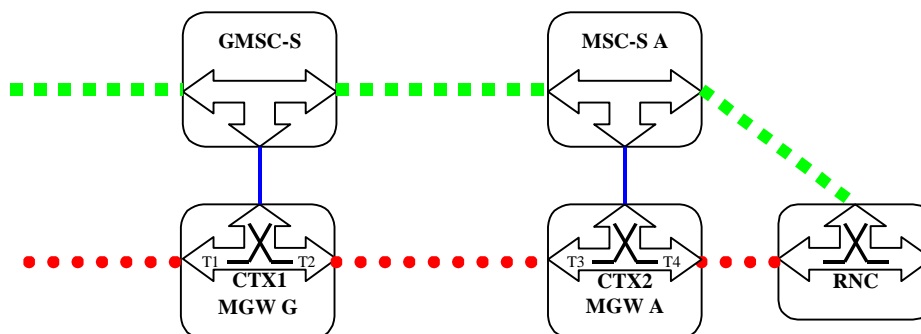 GMSC-S
MSC-S A
T1 T2
CTX1
MGW G
T3 T4
CTX2
MGW A
RNC